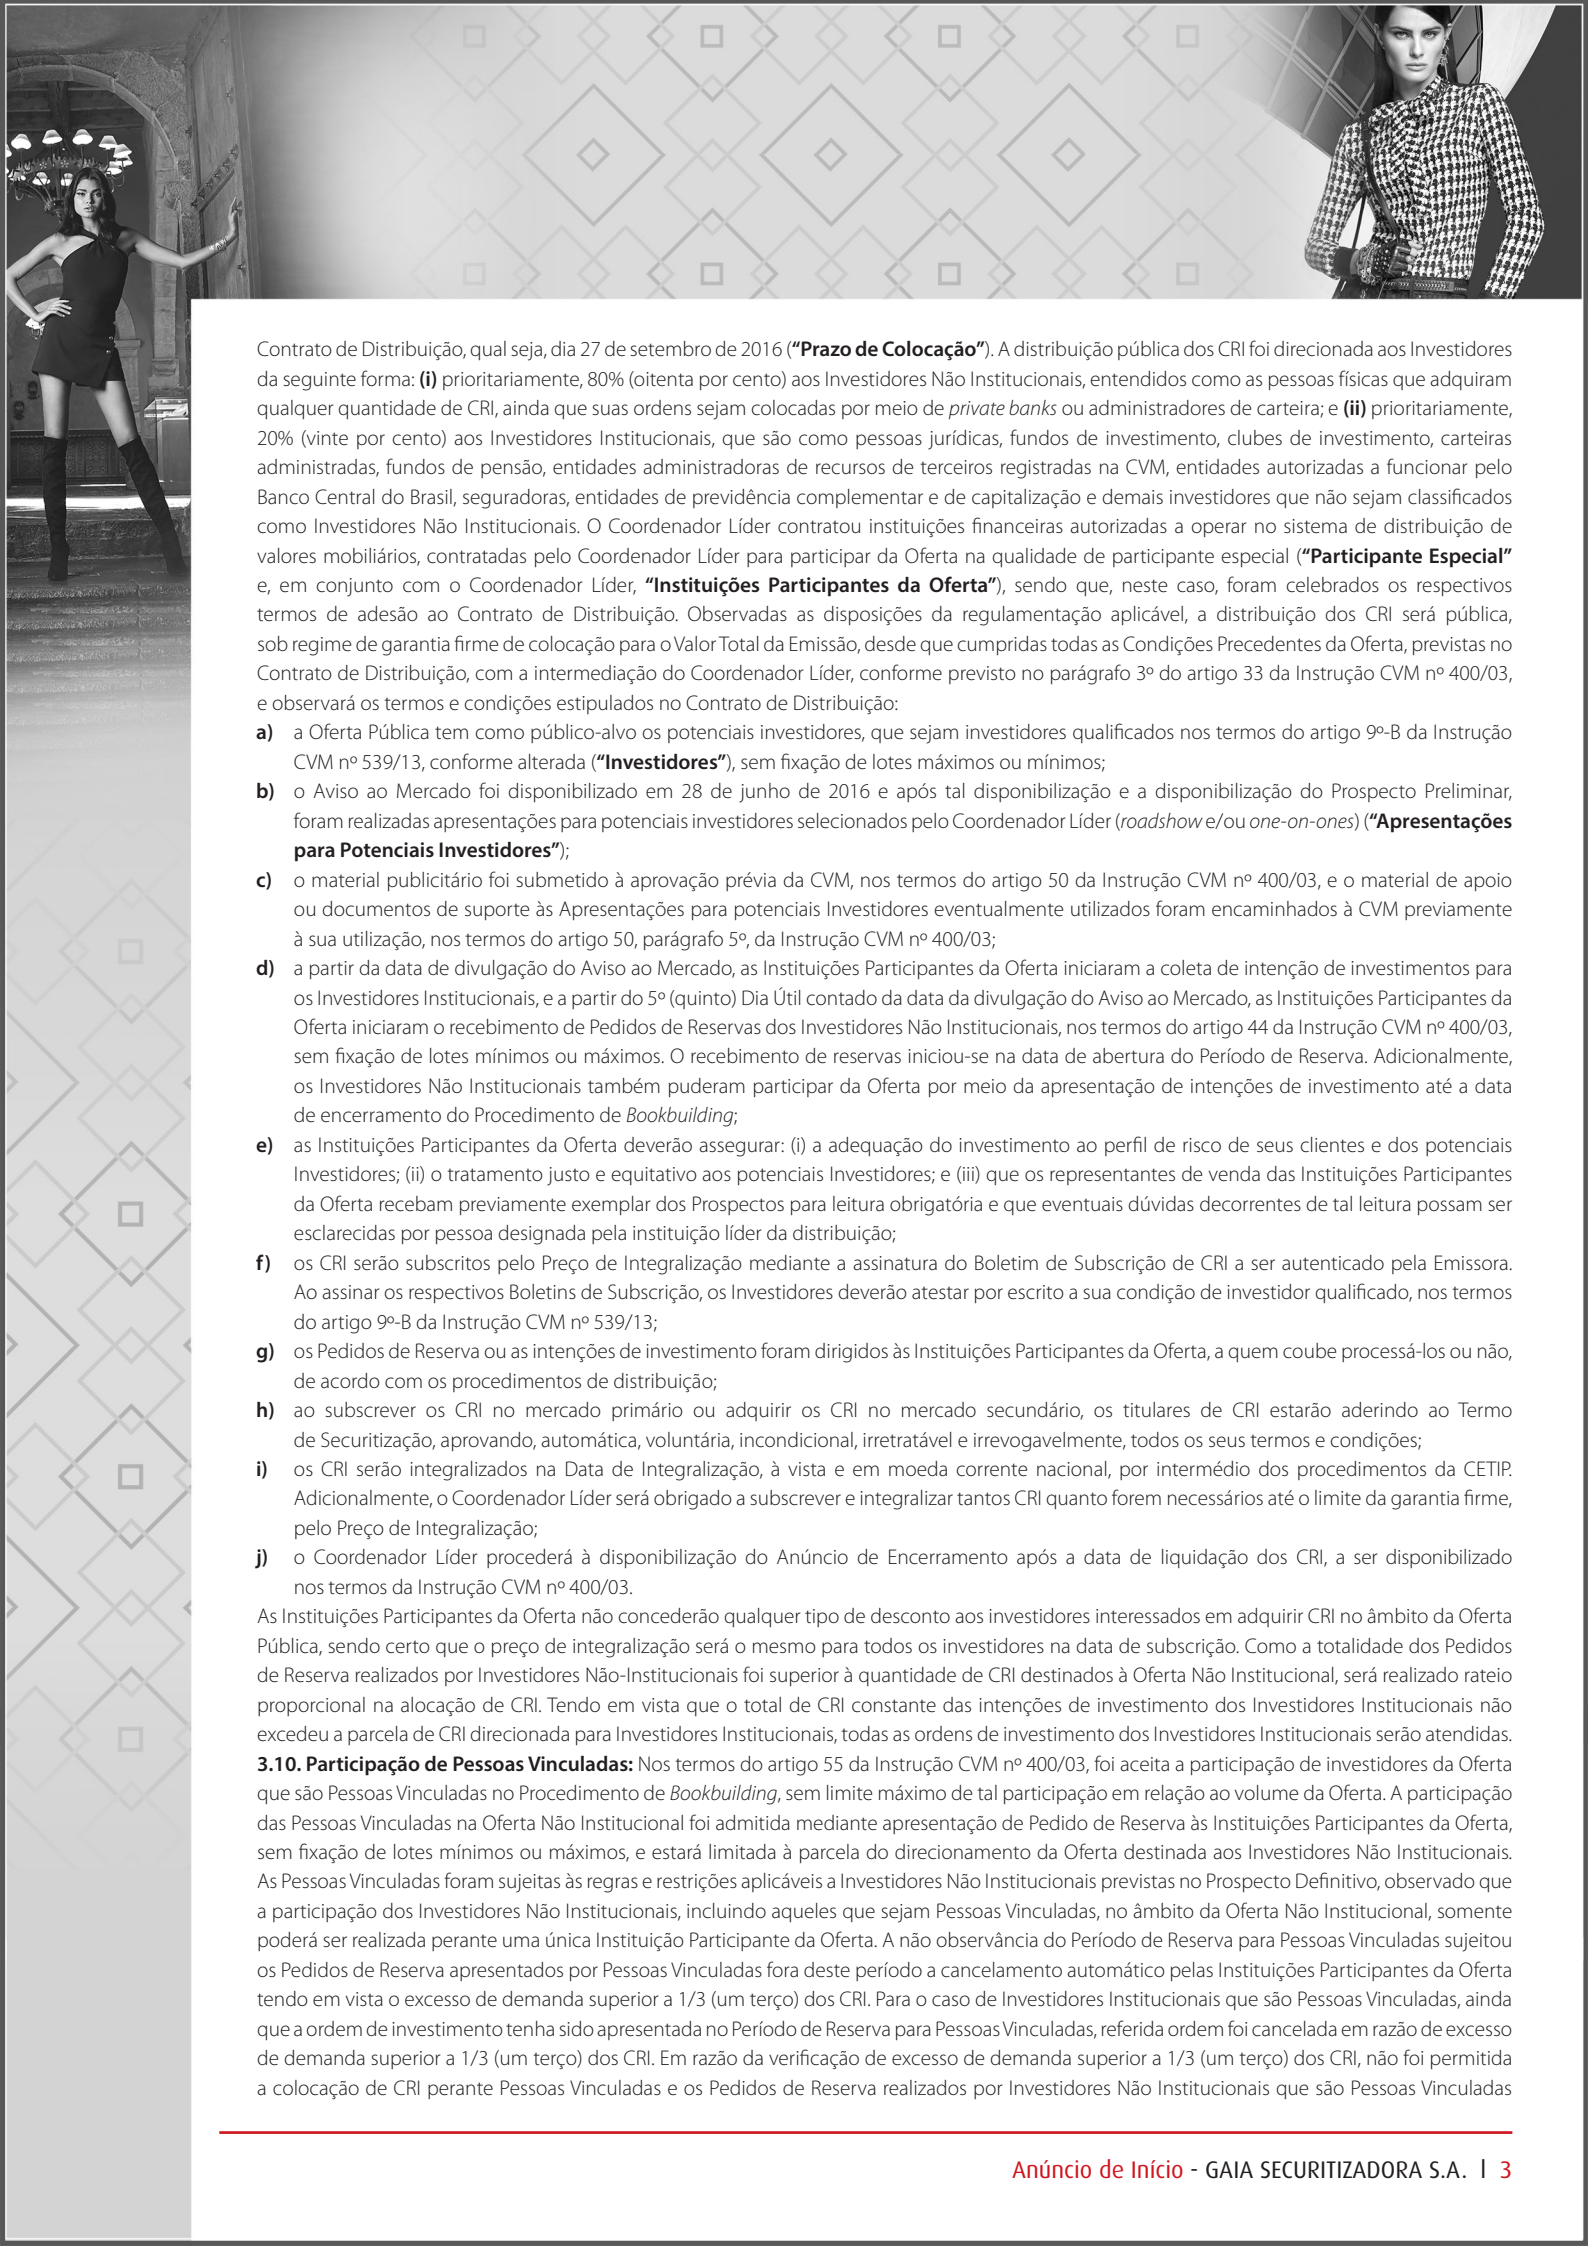 Contrato de Distribuição, qual seja, dia 27 de setembro de 2016 (“Prazo de Colocação”). A distribuição pública dos CRI foi direcionada aos Investidores
da seguinte forma: (i) prioritariamente, 80% (oitenta por cento) aos Investidores Não Institucionais, entendidos como as pessoas físicas que adquiram
qualquer quantidade de CRI, ainda que suas ordens sejam colocadas por meio de private banks ou administradores de carteira; e (ii) prioritariamente,
20% (vinte por cento) aos Investidores Institucionais, que são como pessoas jurídicas, fundos de investimento, clubes de investimento, carteiras
administradas, fundos de pensão, entidades administradoras de recursos de terceiros registradas na CVM, entidades autorizadas a funcionar pelo
Banco Central do Brasil, seguradoras, entidades de previdência complementar e de capitalização e demais investidores que não sejam classificados
como Investidores Não Institucionais. O Coordenador Líder contratou instituições financeiras autorizadas a operar no sistema de distribuição de
valores mobiliários, contratadas pelo Coordenador Líder para participar da Oferta na qualidade de participante especial (“Participante Especial”
e, em conjunto com o Coordenador Líder, “Instituições Participantes da Oferta”), sendo que, neste caso, foram celebrados os respectivos
termos de adesão ao Contrato de Distribuição. Observadas as disposições da regulamentação aplicável, a distribuição dos CRI será pública,
sob regime de garantia firme de colocação para o Valor Total da Emissão, desde que cumpridas todas as Condições Precedentes da Oferta, previstas no
Contrato de Distribuição, com a intermediação do Coordenador Líder, conforme previsto no parágrafo 3º do artigo 33 da Instrução CVM nº 400/03,
e observará os termos e condições estipulados no Contrato de Distribuição:
a) a Oferta Pública tem como público-alvo os potenciais investidores, que sejam investidores qualificados nos termos do artigo 9º-B da Instrução
CVM nº 539/13, conforme alterada (“Investidores”), sem fixação de lotes máximos ou mínimos;
b) o Aviso ao Mercado foi disponibilizado em 28 de junho de 2016 e após tal disponibilização e a disponibilização do Prospecto Preliminar,
foram realizadas apresentações para potenciais investidores selecionados pelo Coordenador Líder (roadshow e/ou one-on-ones) (“Apresentações
para Potenciais Investidores”);
c) o material publicitário foi submetido à aprovação prévia da CVM, nos termos do artigo 50 da Instrução CVM nº 400/03, e o material de apoio
ou documentos de suporte às Apresentações para potenciais Investidores eventualmente utilizados foram encaminhados à CVM previamente
à sua utilização, nos termos do artigo 50, parágrafo 5º, da Instrução CVM nº 400/03;
d) a partir da data de divulgação do Aviso ao Mercado, as Instituições Participantes da Oferta iniciaram a coleta de intenção de investimentos para
os Investidores Institucionais, e a partir do 5º (quinto) Dia Útil contado da data da divulgação do Aviso ao Mercado, as Instituições Participantes da
Oferta iniciaram o recebimento de Pedidos de Reservas dos Investidores Não Institucionais, nos termos do artigo 44 da Instrução CVM nº 400/03,
sem fixação de lotes mínimos ou máximos. O recebimento de reservas iniciou-se na data de abertura do Período de Reserva. Adicionalmente,
os Investidores Não Institucionais também puderam participar da Oferta por meio da apresentação de intenções de investimento até a data
de encerramento do Procedimento de Bookbuilding;
e) as Instituições Participantes da Oferta deverão assegurar: (i) a adequação do investimento ao perfil de risco de seus clientes e dos potenciais
Investidores; (ii) o tratamento justo e equitativo aos potenciais Investidores; e (iii) que os representantes de venda das Instituições Participantes
da Oferta recebam previamente exemplar dos Prospectos para leitura obrigatória e que eventuais dúvidas decorrentes de tal leitura possam ser
esclarecidas por pessoa designada pela instituição líder da distribuição;
f) os CRI serão subscritos pelo Preço de Integralização mediante a assinatura do Boletim de Subscrição de CRI a ser autenticado pela Emissora.
Ao assinar os respectivos Boletins de Subscrição, os Investidores deverão atestar por escrito a sua condição de investidor qualificado, nos termos
do artigo 9º-B da Instrução CVM nº 539/13;
g) os Pedidos de Reserva ou as intenções de investimento foram dirigidos às Instituições Participantes da Oferta, a quem coube processá-los ou não,
de acordo com os procedimentos de distribuição;
h) ao subscrever os CRI no mercado primário ou adquirir os CRI no mercado secundário, os titulares de CRI estarão aderindo ao Termo
de Securitização, aprovando, automática, voluntária, incondicional, irretratável e irrevogavelmente, todos os seus termos e condições;
i) os CRI serão integralizados na Data de Integralização, à vista e em moeda corrente nacional, por intermédio dos procedimentos da CETIP.
Adicionalmente, o Coordenador Líder será obrigado a subscrever e integralizar tantos CRI quanto forem necessários até o limite da garantia firme,
pelo Preço de Integralização;
j) o Coordenador Líder procederá à disponibilização do Anúncio de Encerramento após a data de liquidação dos CRI, a ser disponibilizado
nos termos da Instrução CVM nº 400/03.
As Instituições Participantes da Oferta não concederão qualquer tipo de desconto aos investidores interessados em adquirir CRI no âmbito da Oferta
Pública, sendo certo que o preço de integralização será o mesmo para todos os investidores na data de subscrição. Como a totalidade dos Pedidos
de Reserva realizados por Investidores Não-Institucionais foi superior à quantidade de CRI destinados à Oferta Não Institucional, será realizado rateio
proporcional na alocação de CRI. Tendo em vista que o total de CRI constante das intenções de investimento dos Investidores Institucionais não
excedeu a parcela de CRI direcionada para Investidores Institucionais, todas as ordens de investimento dos Investidores Institucionais serão atendidas.
3.10. Participação de Pessoas Vinculadas: Nos termos do artigo 55 da Instrução CVM nº 400/03, foi aceita a participação de investidores da Oferta
que são Pessoas Vinculadas no Procedimento de Bookbuilding, sem limite máximo de tal participação em relação ao volume da Oferta. A participação
das Pessoas Vinculadas na Oferta Não Institucional foi admitida mediante apresentação de Pedido de Reserva às Instituições Participantes da Oferta,
sem fixação de lotes mínimos ou máximos, e estará limitada à parcela do direcionamento da Oferta destinada aos Investidores Não Institucionais.
As Pessoas Vinculadas foram sujeitas às regras e restrições aplicáveis a Investidores Não Institucionais previstas no Prospecto Definitivo, observado que
a participação dos Investidores Não Institucionais, incluindo aqueles que sejam Pessoas Vinculadas, no âmbito da Oferta Não Institucional, somente
poderá ser realizada perante uma única Instituição Participante da Oferta. A não observância do Período de Reserva para Pessoas Vinculadas sujeitou
os Pedidos de Reserva apresentados por Pessoas Vinculadas fora deste período a cancelamento automático pelas Instituições Participantes da Oferta
tendo em vista o excesso de demanda superior a 1/3 (um terço) dos CRI. Para o caso de Investidores Institucionais que são Pessoas Vinculadas, ainda
que a ordem de investimento tenha sido apresentada no Período de Reserva para Pessoas Vinculadas, referida ordem foi cancelada em razão de excesso
de demanda superior a 1/3 (um terço) dos CRI. Em razão da verificação de excesso de demanda superior a 1/3 (um terço) dos CRI, não foi permitida
a colocação de CRI perante Pessoas Vinculadas e os Pedidos de Reserva realizados por Investidores Não Institucionais que são Pessoas Vinculadas
Anúncio de Início - GAIA SECURITIZADORA S.A. | 3